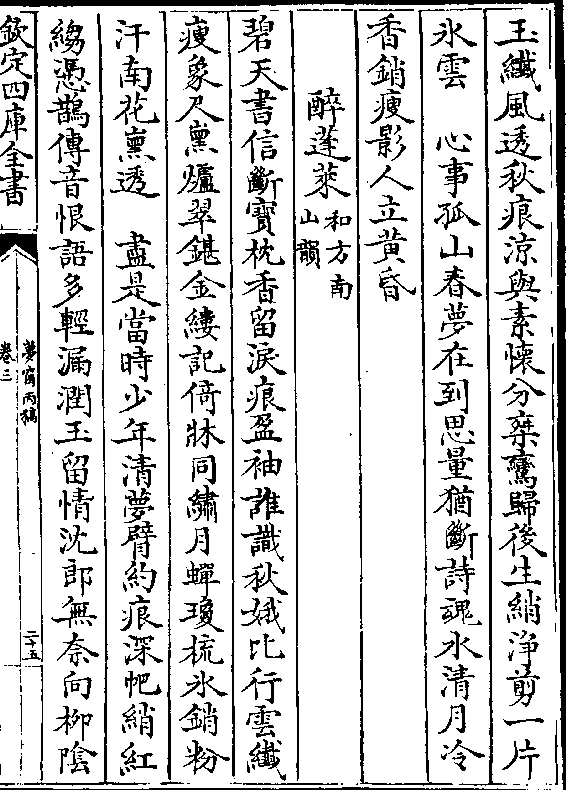 玉纖風透秋痕涼與素懷分棄鸞歸後生綃淨剪一片
氷雲　心事孤山春夢在到思量猶斷詩魂水清月冷
香銷瘦影人立黄昏
醉蓬萊和方南山韻
碧天書信斷寳枕香留淚痕盈袖誰識秋娥比行雲纖
瘦象尺熏爐翠鍼金縷記倚牀同繡月嚲瓊梳氷銷粉
汗南花熏透　盡是當時少年清夢臂約痕深帊綃紅
縐憑鵲傳音恨語多輕漏潤玉留情沈郎無奈向柳陰
欽定四庫全書
夢窗丙稿
卷三
二十五